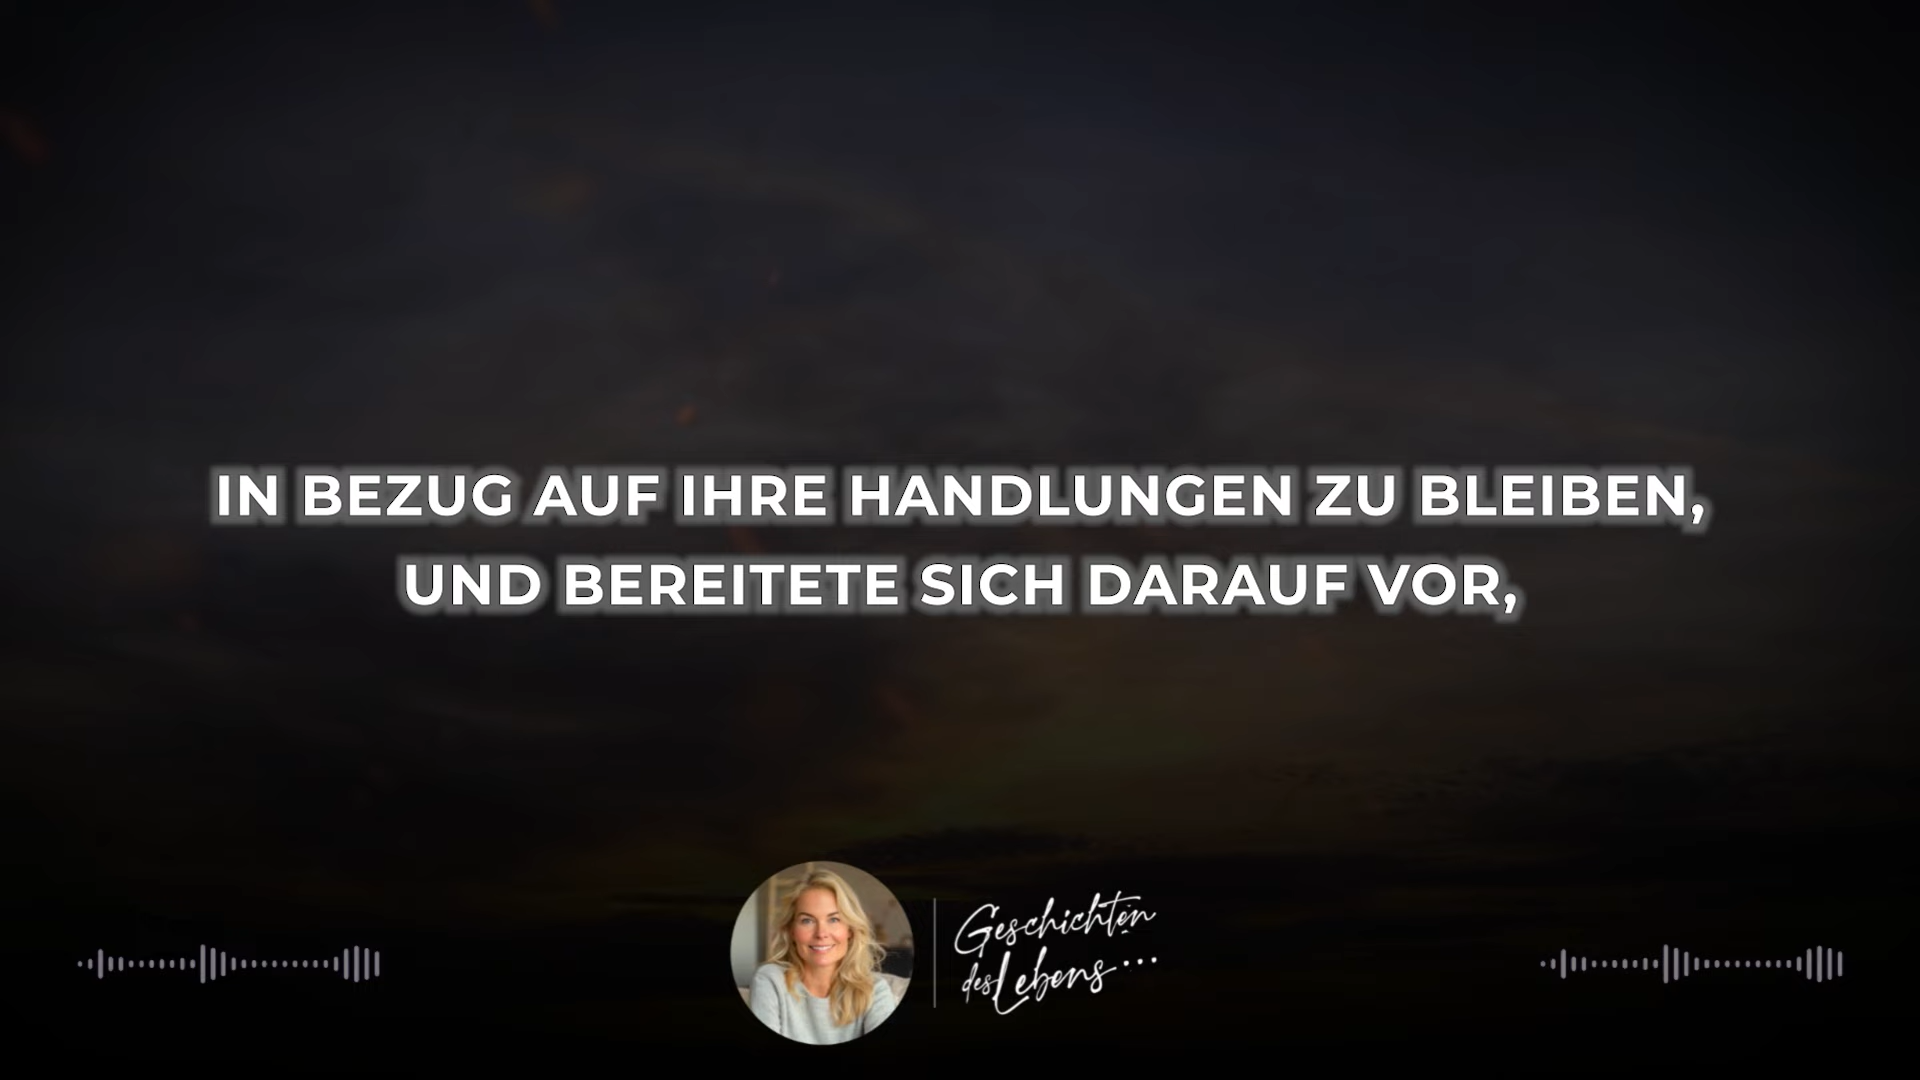 IN BEZUG AUF IHRE HANDLUNGEN ZU BLEIBEN,
UND BEREITETE SICH DARAUF VOR,
Geschichten
des Lebens...